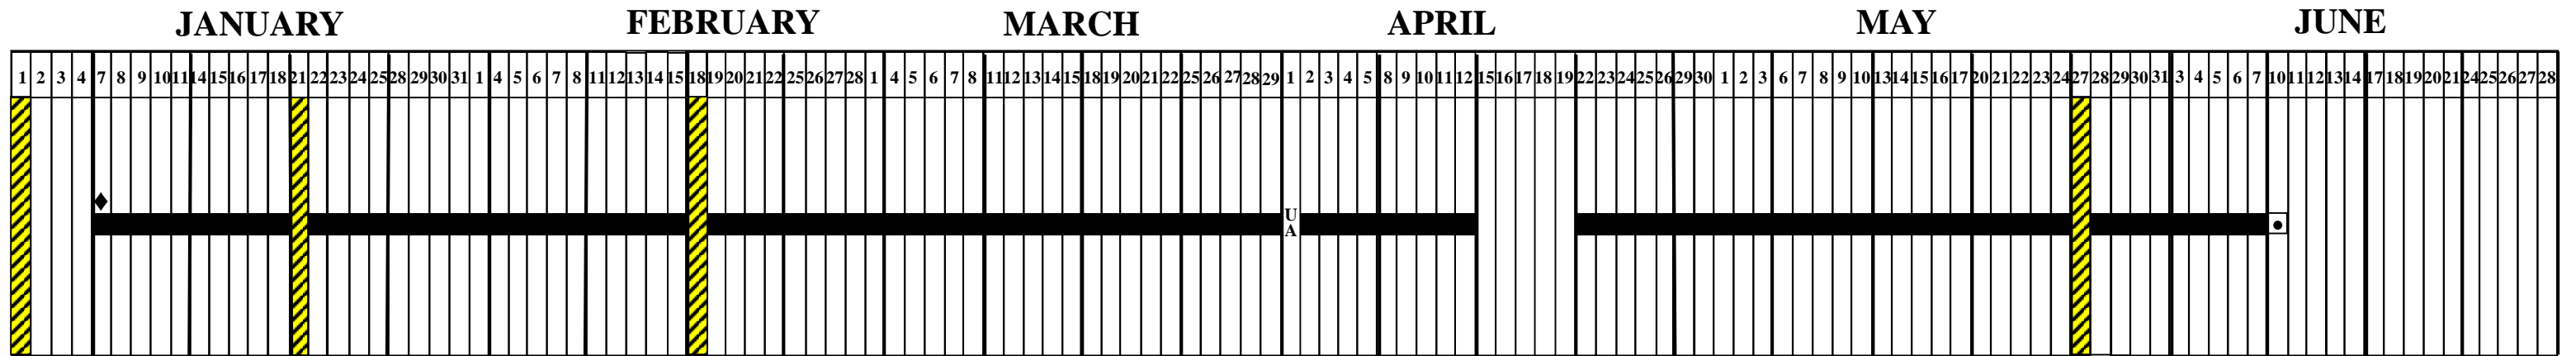 JANUARY FEBRUARY MARCH APRIL MAY JUNE
1 2 3 4 7 8 9 10 11 14 15 16 17 18 21 22 23 24 25 28 29 30 31 1 4 5 6 7 8 11 12 13 14 15 18 19 20 21 22 25 26 27 28 1 4 5 6 7 8 11 12 13 14 15 18 19 20 21 22 25 26 27 28 29 1 2 3 4 5 8 9 10 11 12 15 16 17 18 19 22 23 24 25 26 29 30 1 2 3 6 7 8 9 10 13 14 15 16 17 20 21 22 23 24 27 28 29 30 31 3 4 5 6 7 10 11 12 13 14 17 18 19 20 21 24 25 26 27 28
U
A